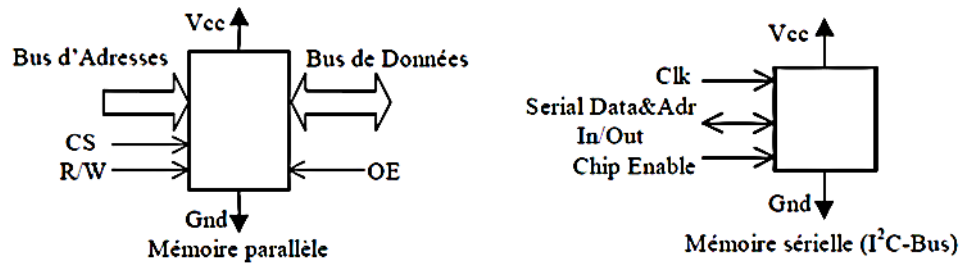 Vcc
Bus d'Adresses
Bus de Données
CS
R/W
OE
Gnd
Mémoire parallèle
Vcc
Clk
Serial Data&Adr
In/Out
Chip Enable
Gnd
Mémoire sérielle (I²C-Bus)